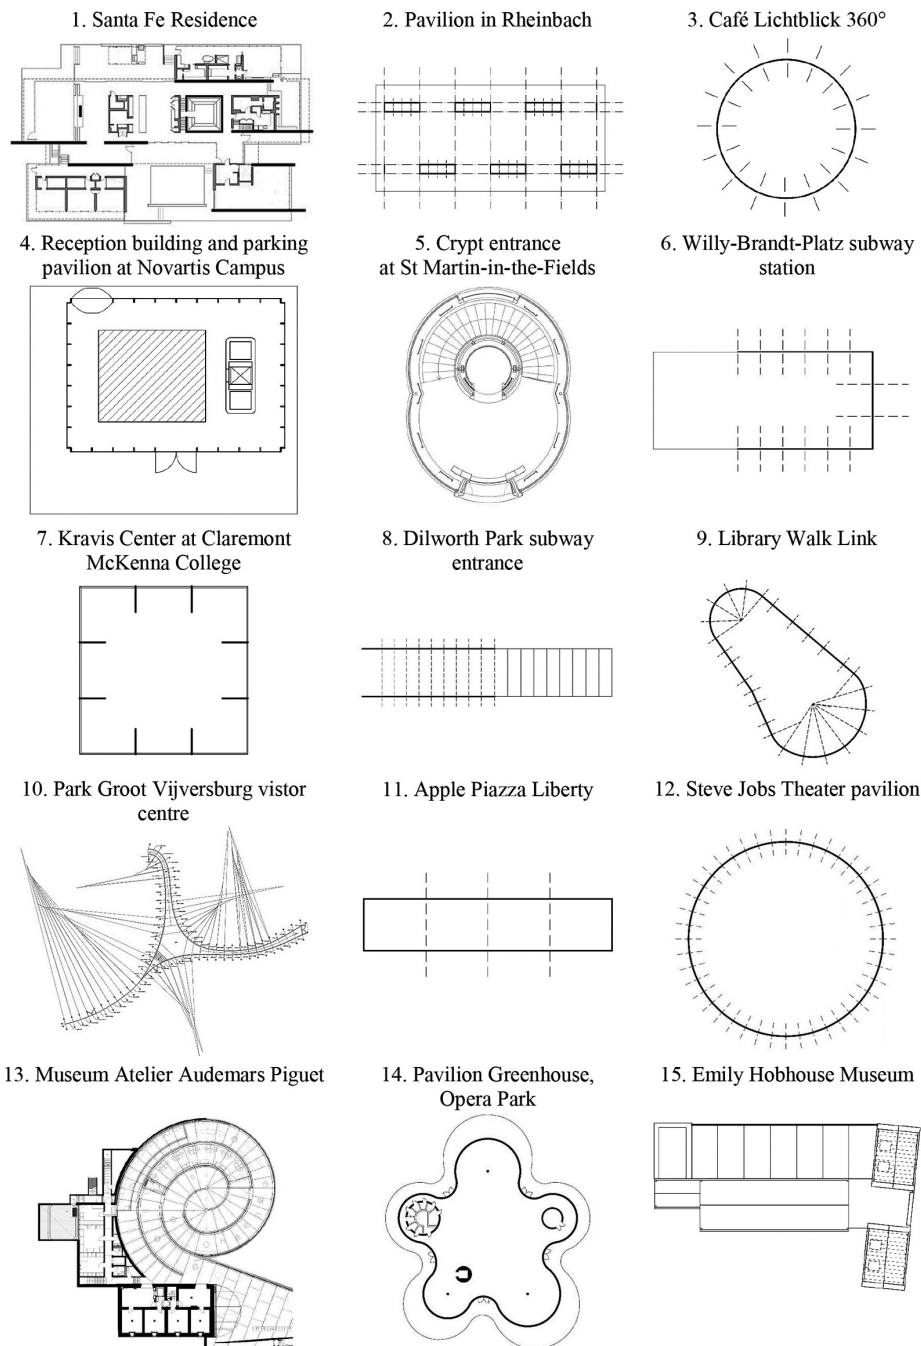 1. Santa Fe Residence
2. Pavilion in Rheinbach
3. Café Lichtblick 360°
4. Reception building and parking
pavilion at Novartis Campus
5. Crypt entrance
at St Martin-in-the-Fields
6. Willy-Brandt-Platz subway
station
7. Kravis Center at Claremont
McKenna College
8. Dilworth Park subway
entrance
9. Library Walk Link
10. Park Groot Vijversburg vistor
centre
11. Apple Piazza Liberty
12. Steve Jobs Theater pavilion
13. Museum Atelier Audemars Piguet
14. Pavilion Greenhouse,
Opera Park
15. Emily Hobhouse Museum